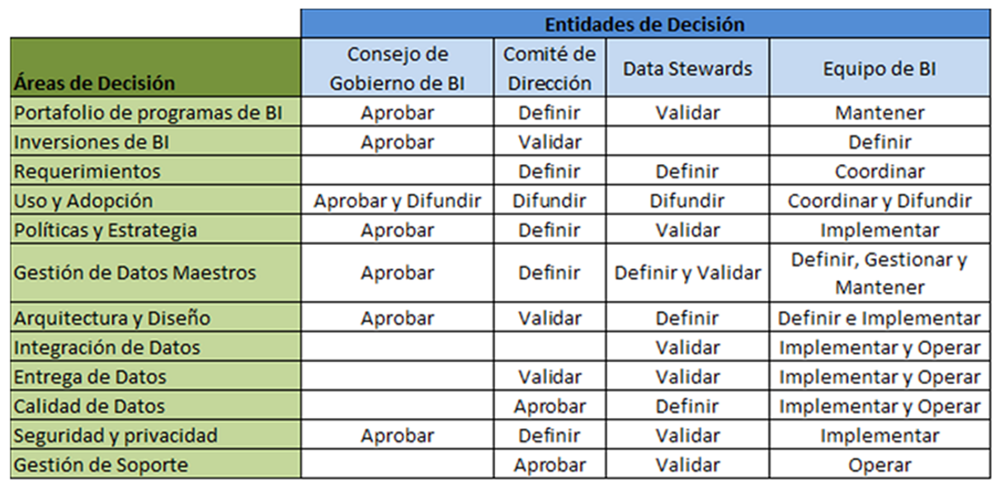 Entidades de Decisión
Áreas de Decisión Consejo de Gobierno de BI Comité de Dirección Data Stewards Equipo de BI
Portafolio de programas de BI Aprobar Definir Validar Mantener
Inversiones de BI Aprobar Validar Definir
Requerimientos Definir Definir Coordinar
Uso y Adopción Aprobar y Difundir Difundir Difundir Coordinar y Difundir
Políticas y Estrategia Aprobar Definir Validar Implementar
Gestión de Datos Maestros Aprobar Definir Definir y Validar Definir, Gestionar y Mantener
Arquitectura y Diseño Aprobar Validar Definir Definir e Implementar
Integración de Datos Validar Implementar y Operar
Entrega de Datos Validar Validar Implementar y Operar
Calidad de Datos Aprobar Definir Implementar y Operar
Seguridad y privacidad Aprobar Definir Validar Implementar
Gestión de Soporte Aprobar Validar Operar